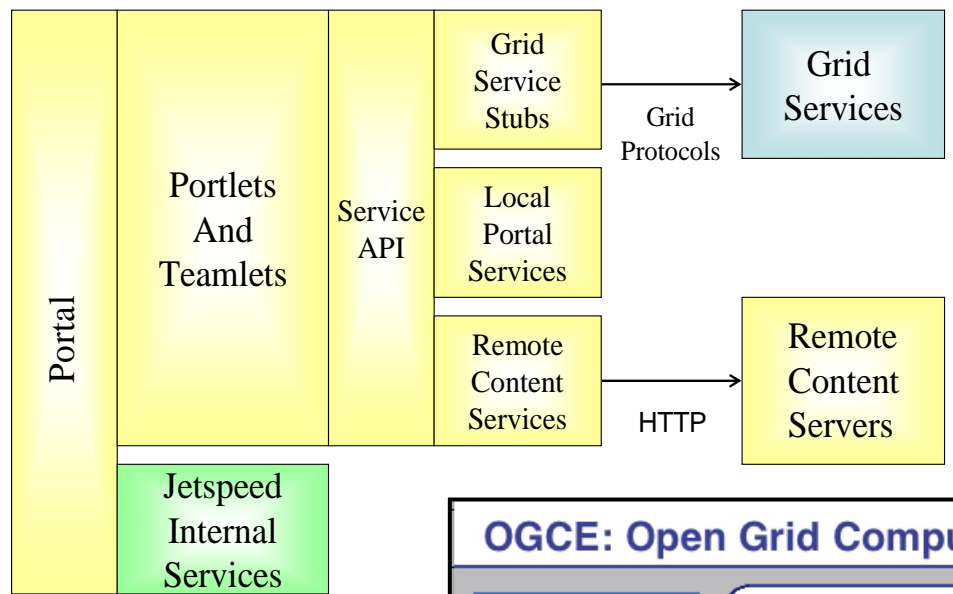 Portal
Portlets
And
Teamlets
Service
API
Grid
Service
Stubs
Local
Portal
Services
Remote
Content
Services
Grid
Protocols
HTTP
Grid
Services
Remote
Content
Servers
Jetspeed
Internal
Services
OGCE: Open Grid Compu